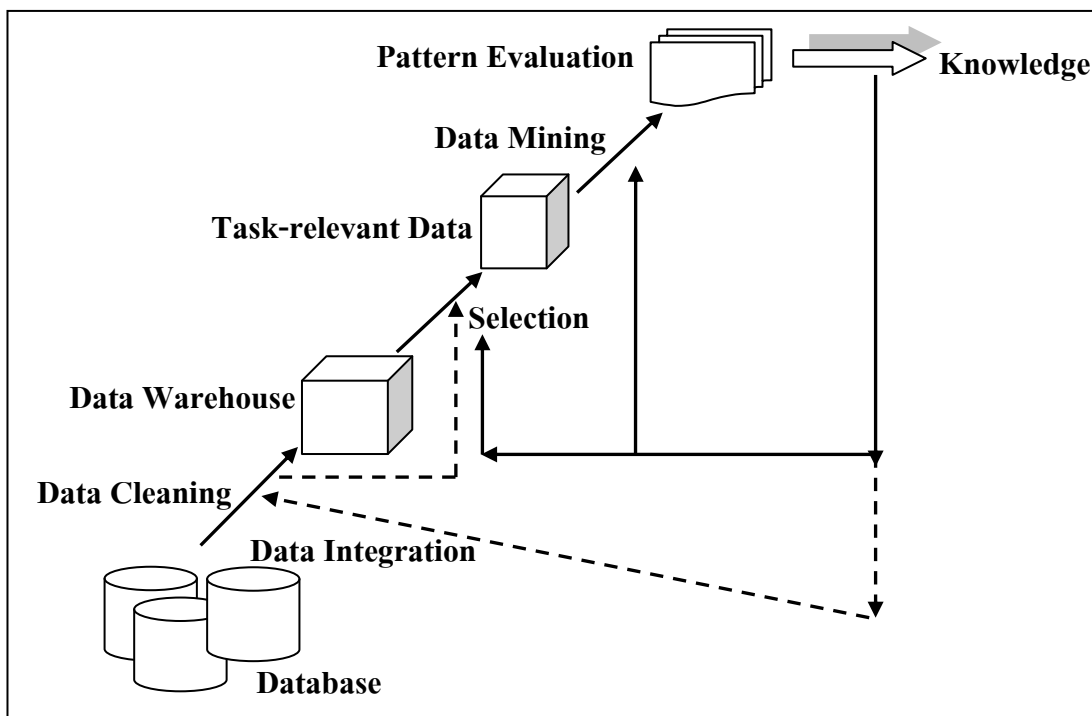 Pattern Evaluation
Knowledge
Data Mining
Task-relevant Data
Selection
Data Warehouse
Data Cleaning
Data Integration
Database